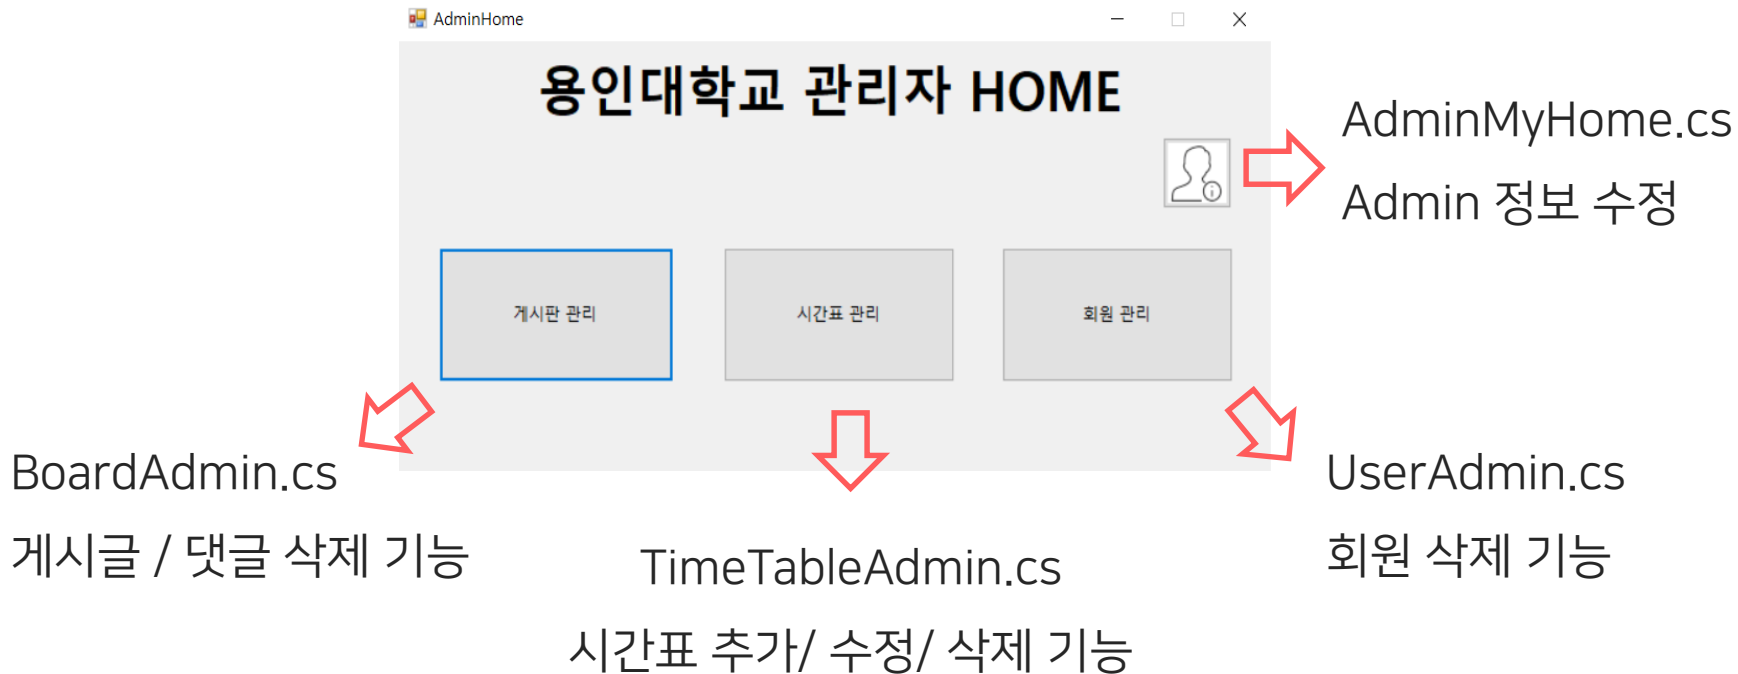 AdminHome
용인대학교 관리자 HOME
AdminMyHome.cs
Admin 정보 수정
게시판 관리
시간표 관리
회원 관리
BoardAdmin.cs
게시글 / 댓글 삭제 기능
TimeTableAdmin.cs
시간표 추가/ 수정/ 삭제 기능
UserAdmin.cs
회원 삭제 기능